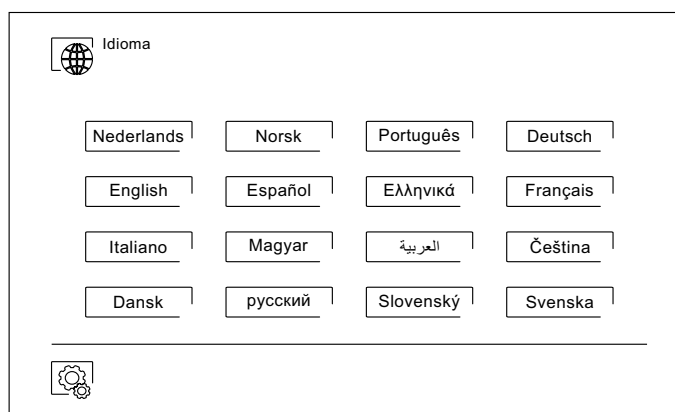 Idioma
Nederlands Norsk Português Deutsch
English Español Ελληνικά Français
Italiano Magyar العربية Čeština
Dansk русский Slovenský Svenska